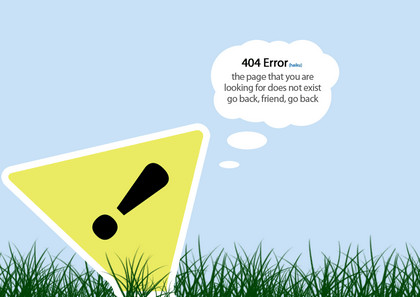 404 Error (haiku)
the page that you are
looking for does not exist
go back, friend, go back
!